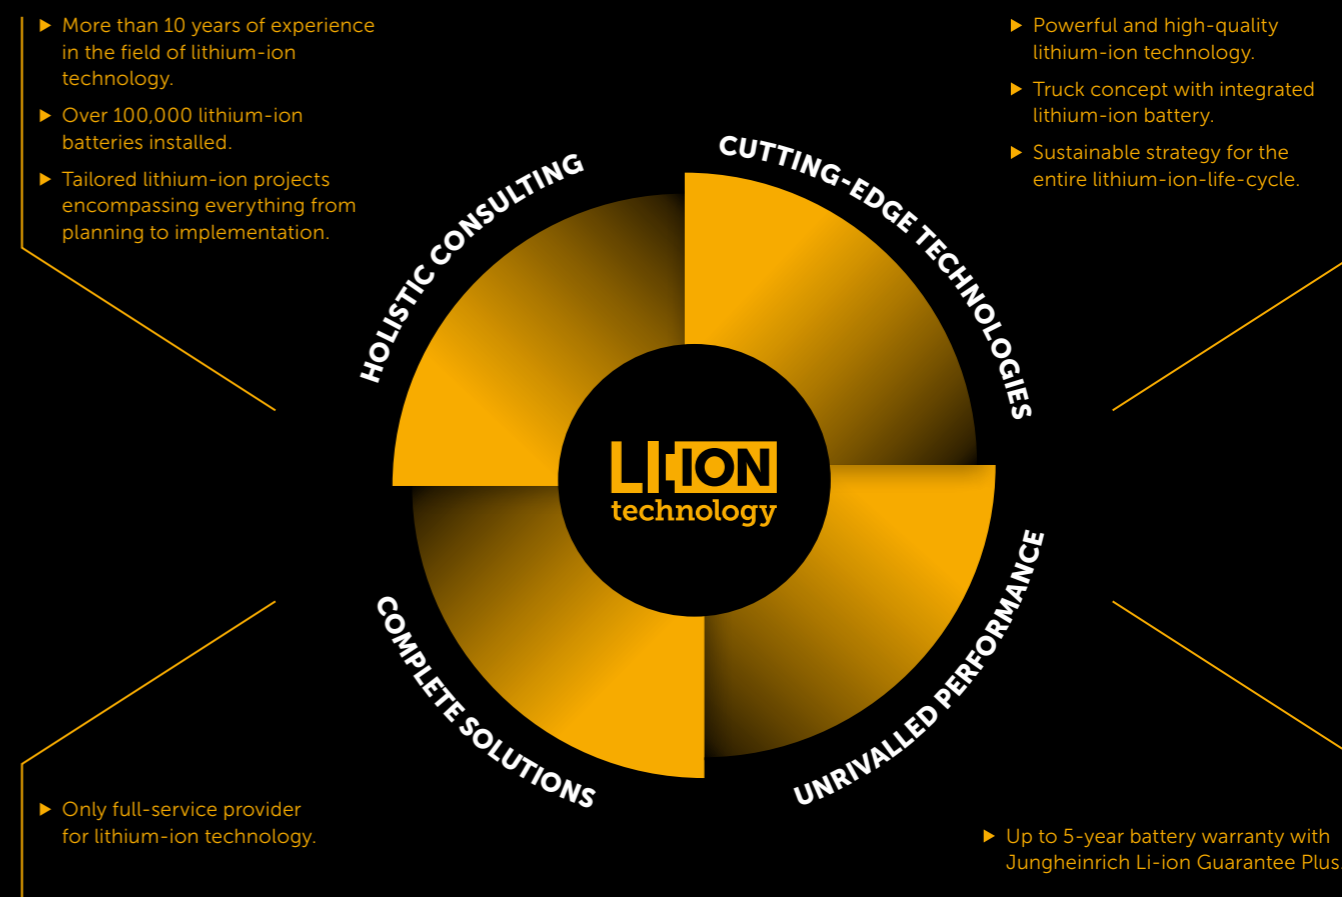 More than 10 years of experience
in the field of lithium-ion
technology.
Over 100,000 lithium-ion
batteries installed.
Tailored lithium-ion projects
encompassing everything from
planning to implementation.
Powerful and high-quality
lithium-ion technology.
Truck concept with integrated
lithium-ion battery.
Sustainable strategy for the
entire lithium-ion-life-cycle.
HOLISTIC CONSULTING
CUTTING-EDGE TECHNOLOGIES
LI-ION
technology
COMPLETE SOLUTIONS
UNRIVALLED PERFORMANCE
Only full-service provider
for lithium-ion technology.
Up to 5-year battery warranty with
Jungheinrich Li-ion Guarantee Plus.